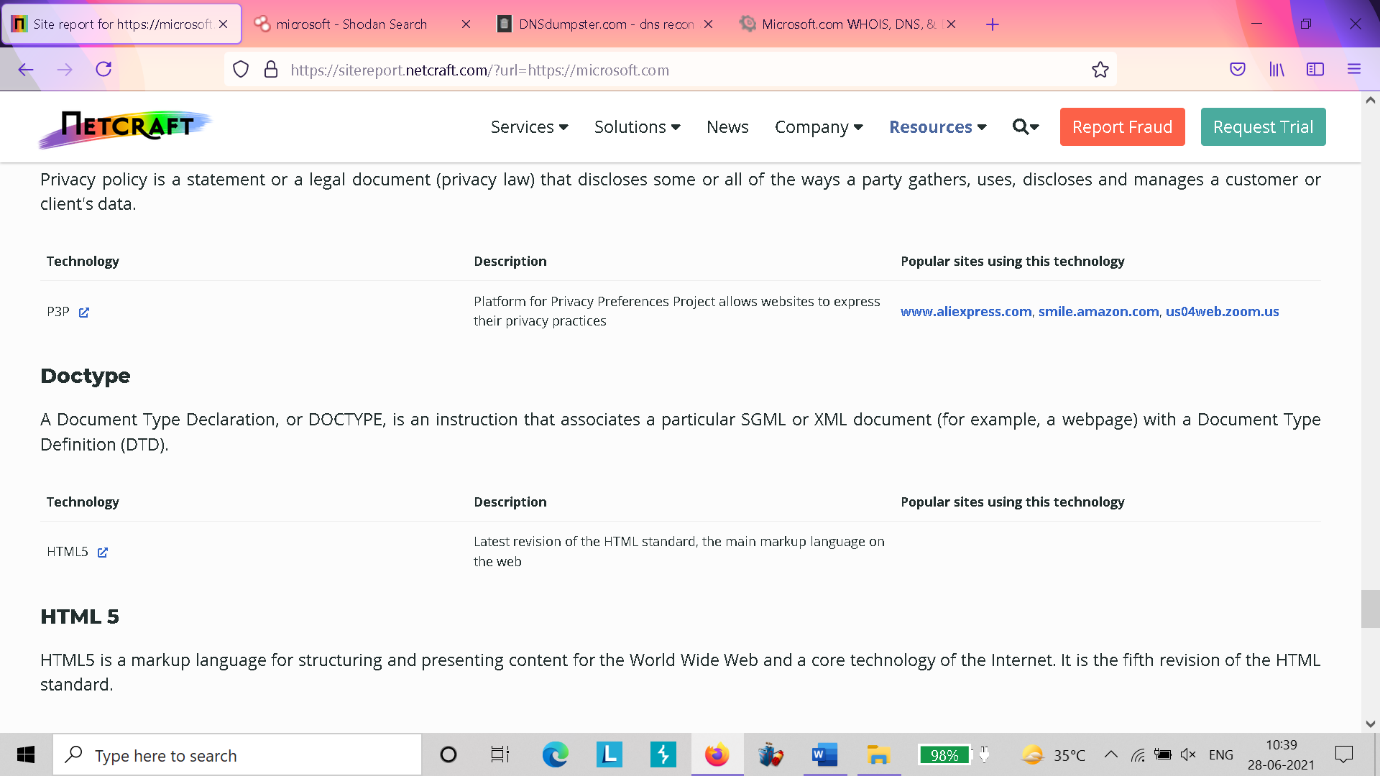 Site report for https://microsoft
microsoft - Shodan Search
DNSdumpster.com - dns recon
Microsoft.com WHOIS, DNS, &
https://sitereport.netcraft.com/?url=https://microsoft.com
NETCRAFT
Services
Solutions
News
Company
Resources
Report Fraud
Request Trial
Privacy policy is a statement or a legal document (privacy law) that discloses some or all of the ways a party gathers, uses, discloses and manages a customer or
client's data.
Technology Description Popular sites using this technology
P3P
Platform for Privacy Preferences Project allows websites to express
their privacy practices
www.aliexpress.com, smile.amazon.com, us04web.zoom.us
Doctype
A Document Type Declaration, or DOCTYPE, is an instruction that associates a particular SGML or XML document (for example, a webpage) with a Document Type
Definition (DTD).
Technology Description Popular sites using this technology
HTML5
Latest revision of the HTML standard, the main markup language on
the web
HTML 5
HTML5 is a markup language for structuring and presenting content for the World Wide Web and a core technology of the Internet. It is the fifth revision of the HTML
standard.
Type here to search
L
W
98%
35°C
ENG
10:39
28-06-2021